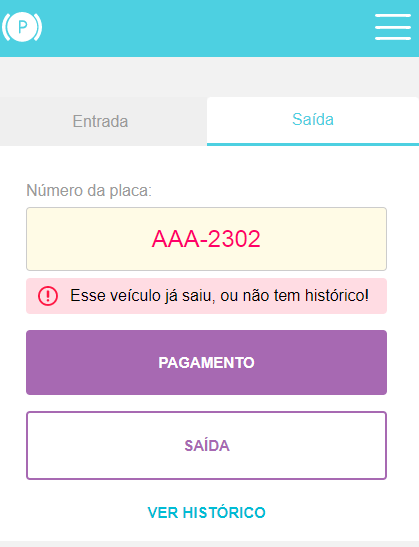 P
Entrada
Saída
Número da placa:
AAA-2302
Esse veículo já saiu, ou não tem histórico!
PAGAMENTO
SAÍDA
VER HISTÓRICO